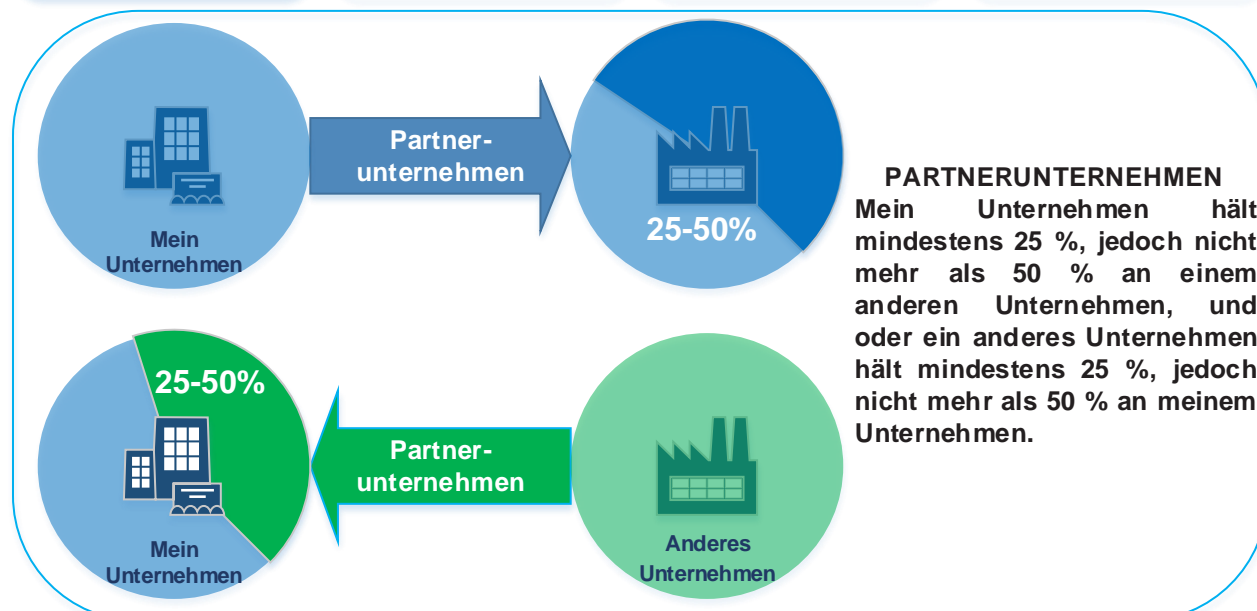 Mein
Unternehmen
Partner-
unternehmen
25-50%
PARTNERUNTERNEHMEN
Mein Unternehmen hält
mindestens 25 %, jedoch nicht
mehr als 50 % an einem
anderen Unternehmen, und
oder ein anderes Unternehmen
hält mindestens 25 %, jedoch
nicht mehr als 50 % an meinem
Unternehmen.
25-50%
Mein
Unternehmen
Partner-
unternehmen
Anderes
Unternehmen